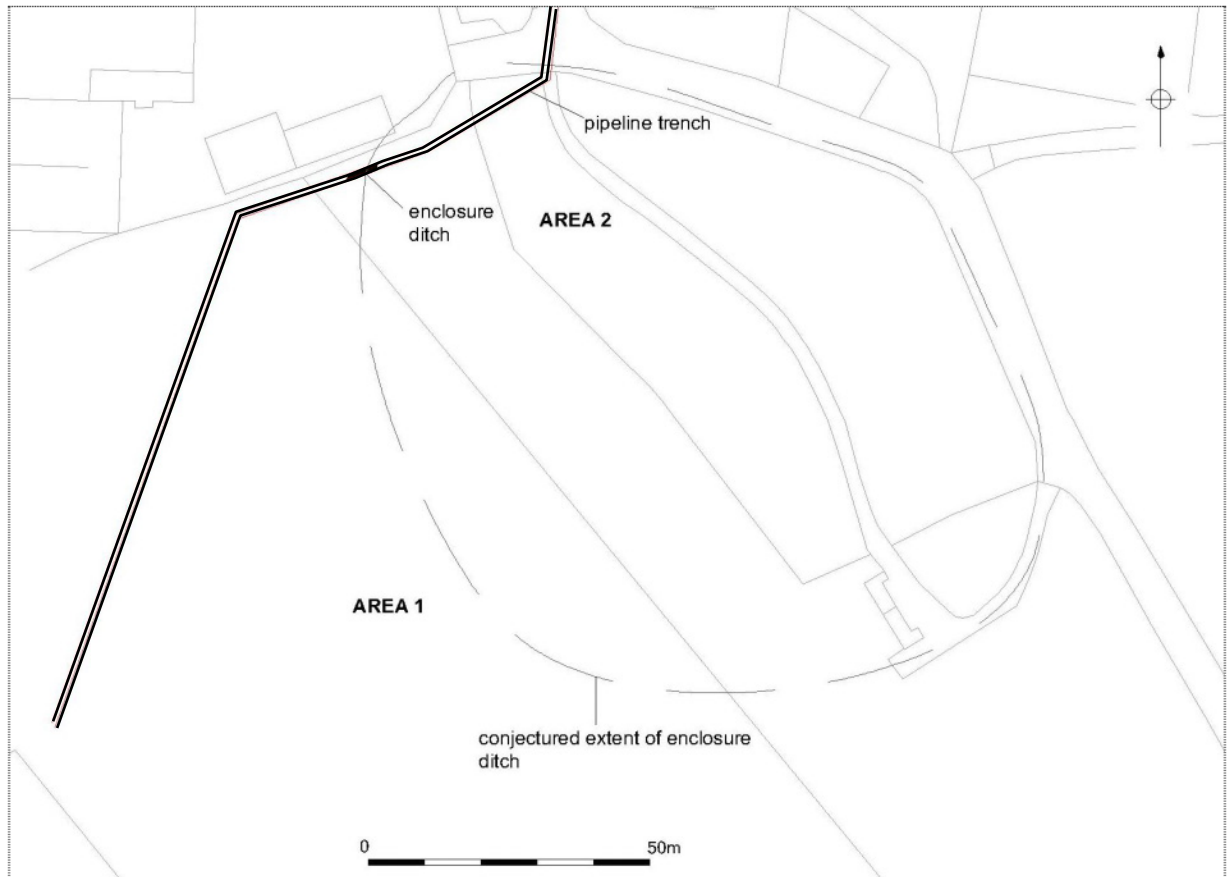 pipeline trench
enclosure
ditch
AREA 2
AREA 1
conjectured extent of enclosure
ditch
0 50m